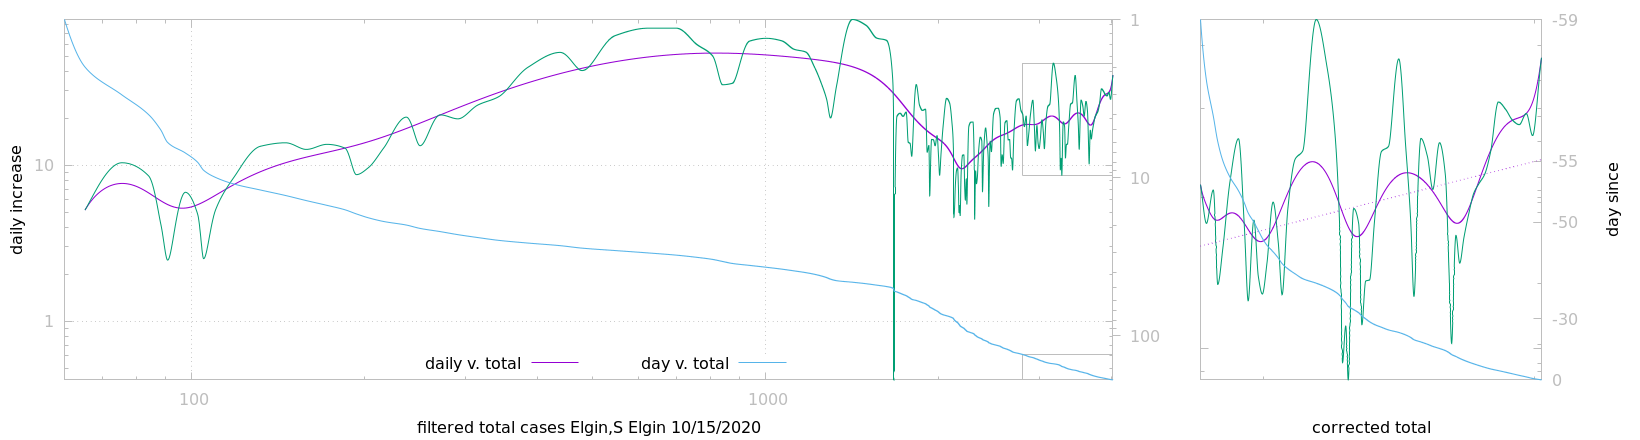 1
-59
10
10
-55
-50
1
100
-30
0
daily increase
day since
daily v. total
day v. total
100
1000
filtered total cases Elgin,S Elgin 10/15/2020
corrected total